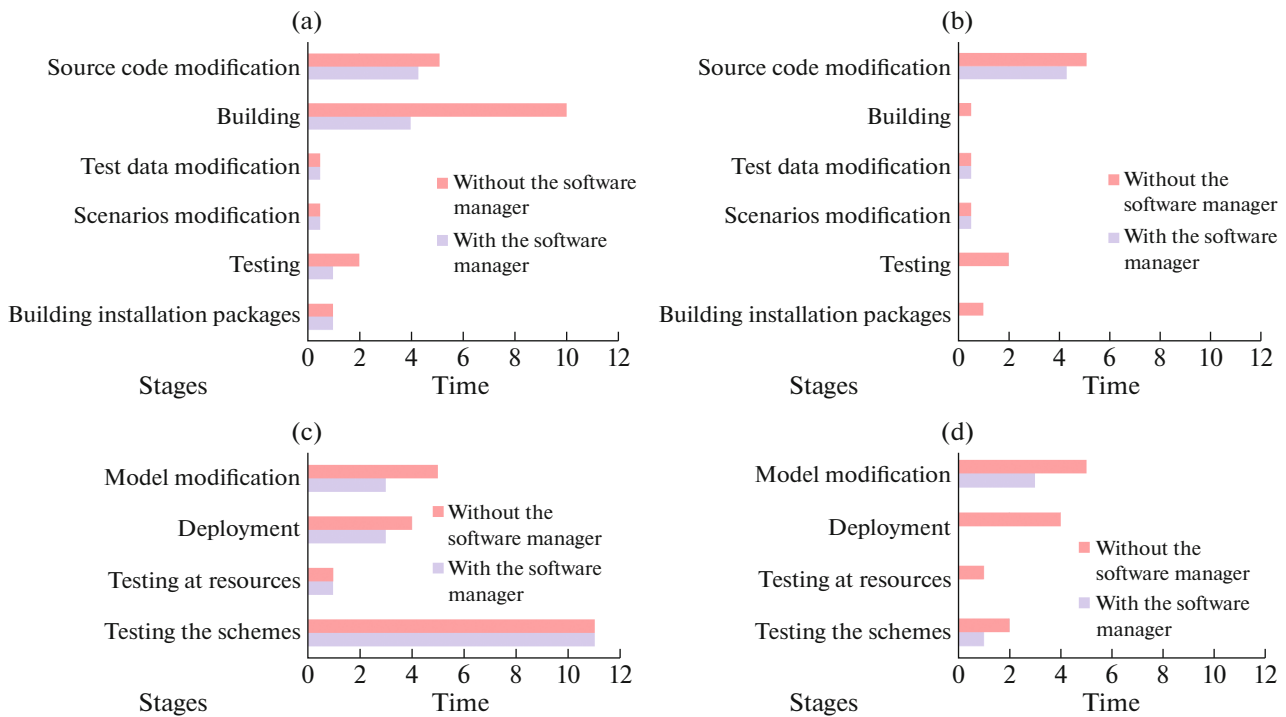 (a)
Source code modification
Building
Test data modification
Scenarios modification
Testing
Building installation packages
Without the software
manager
With the software
manager
0 2 4 6 8 10 12
Stages Time
(b)
Source code modification
Building
Test data modification
Scenarios modification
Testing
Building installation packages
Without the
software manager
With the software
manager
0 2 4 6 8 10 12
Stages Time
(c)
Model modification
Deployment
Testing at resources
Testing the schemes
Without the
software manager
With the software
manager
0 2 4 6 8 10 12
Stages Time
(d)
Model modification
Deployment
Testing at resources
Testing the schemes
Without the
software manager
With the software
manager
0 2 4 6 8 10 12
Stages Time